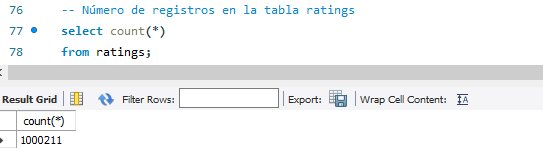 76 -- Número de registros en la tabla ratings
77 select count(*)
78 from ratings;
Result Grid Filter Rows: Export: Wrap Cell Content: IA
count(*)
1000211